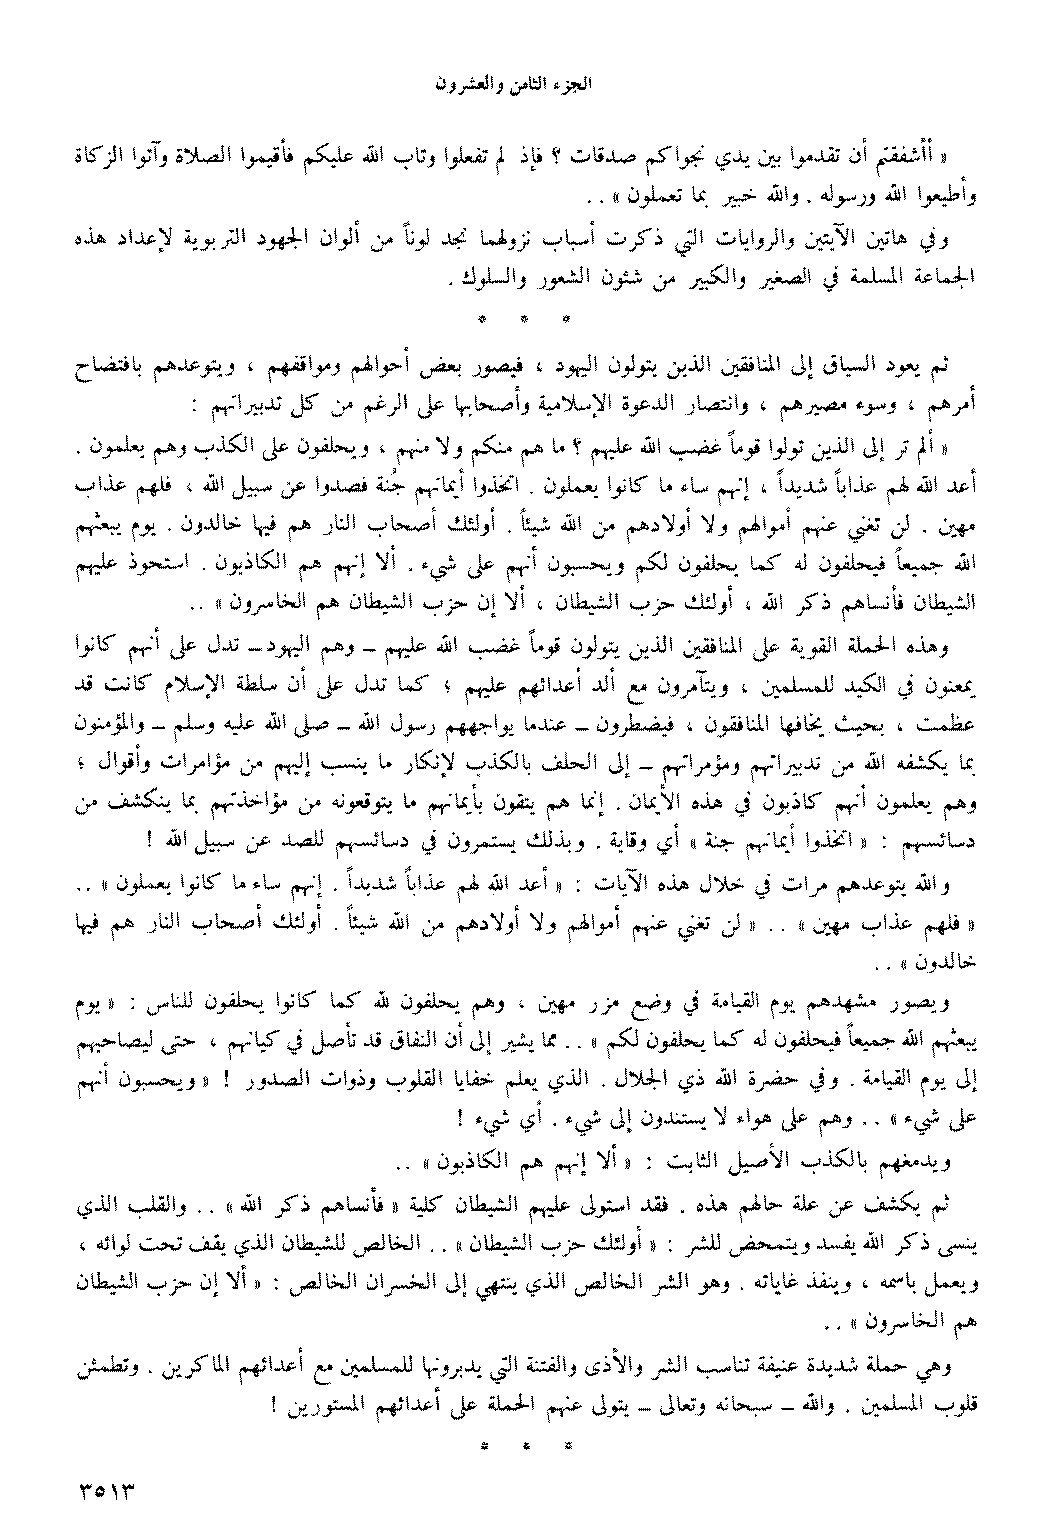 الجزء الثامن والعشرون
« أأشفقتم أن تقدموا بين يدي نجواكم صدقات ؟ فإذ لم تفعلوا وتاب الله عليكم فأقيموا الصلاة وآتوا الزكاة
وأطيعوا الله ورسوله . والله خبير بما تعملون » ..
وفي هاتين الآيتين والروايات التي ذكرت أسباب نزولهما نجد لوناً من ألوان الجهود التربوية لإعداد هذه
الجماعة المسلمة في الصغير والكبير من شئون الشعور والسلوك .
* * *
ثم يعود السياق إلى المنافقين الذين يتولون اليهود ، فيصور بعض أحوالهم ومواقفهم ، ويتوعدهم بافتضاح
أمرهم ، وسوء مصيرهم ، وانتصار الدعوة الإسلامية وأصحابها على الرغم من كل تدبيراتهم :
« ألم تر إلى الذين تولوا قوماً غضب الله عليهم ؟ ما هم منكم ولا منهم ، ويحلفون على الكذب وهم يعلمون .
أعد الله لهم عذاباً شديداً ، إنهم ساء ما كانوا يعملون . اتخذوا أيمانهم جُنة فصدوا عن سبيل الله ، فلهم عذاب
مهين . لن تغني عنهم أموالهم ولا أولادهم من الله شيئاً . أولئك أصحاب النار هم فيها خالدون . يوم يبعثهم
الله جميعاً فيحلفون له كما يحلفون لكم ويحسبون أنهم على شيء . ألا إنهم هم الكاذبون . استحوذ عليهم
الشيطان فأنساهم ذكر الله ، أولئك حزب الشيطان ، ألا إن حزب الشيطان هم الخاسرون » ..
وهذه الحملة القوية على المنافقين الذين يتولون قوماً غضب الله عليهم – وهم اليهود – تدل على أنهم كانوا
يمعنون في الكيد للمسلمين ، ويتآمرون مع ألد أعدائهم عليهم ؛ كما تدل على أن سلطة الإسلام كانت قد
عظمت ، بحيث يخافها المنافقون ، فيضطرون – عندما يواجههم رسول الله – صلى الله عليه وسلم – والمؤمنون
بما يكشفه الله من تدبيراتهم ومؤمراتهم – إلى الحلف بالكذب لإنكار ما ينسب إليهم من مؤامرات وأقوال ؛
وهم يعلمون أنهم كاذبون في هذه الأيمان . إنما هم يتقون بأيمانهم ما يتوقعونه من مؤاخذتهم بما ينكشف من
دسائسهم : « اتخذوا أيمانهم جنة » أي وقاية . وبذلك يستمرون في دسائسهم للصد عن سبيل الله !
والله يتوعدهم مرات في خلال هذه الآيات : « أعد الله لهم عذاباً شديداً . إنهم ساء ما كانوا يعملون » ..
« فلهم عذاب مهين » .. « لن تغني عنهم أموالهم ولا أولادهم من الله شيئاً . أولئك أصحاب النار هم فيها
خالدون » ..
ويصور مشهدهم يوم القيامة في وضع مزر مهين ، وهم يحلفون لله كما كانوا يحلفون للناس : « يوم
يبعثهم الله جميعاً فيحلفون له كما يحلفون لكم » .. مما يشير إلى أن النفاق قد تأصل في كيانهم ، حتى ليصاحبهم
إلى يوم القيامة . وفي حضرة الله ذي الجلال . الذي يعلم خفايا القلوب وذوات الصدور ! « ويحسبون أنهم
على شيء » .. وهم على هواء لا يستندون إلى شيء . أي شيء !
ويدمغهم بالكذب الأصيل الثابت : « ألا إنهم هم الكاذبون » ..
ثم يكشف عن علة حالهم هذه . فقد استولى عليهم الشيطان كلية « فأنساهم ذكر الله » .. والقلب الذي
ينسى ذكر الله يفسد ويتمحض للشر : « أولئك حزب الشيطان » .. الخالص للشيطان الذي يقف تحت لوائه ،
ويعمل باسمه ، وينفذ غاياته . وهو الشر الخالص الذي ينتهي إلى الخسران الخالص : « ألا إن حزب الشيطان
هم الخاسرون » ..
وهي حملة شديدة عنيفة تناسب الشر والأذى والفتنة التي يدبرونها للمسلمين مع أعدائهم الماكرين . وتطمئن
قلوب المسلمين . والله – سبحانه وتعالى – يتولى عنهم الحملة على أعدائهم المستورين !
* * *
٣٥١٣